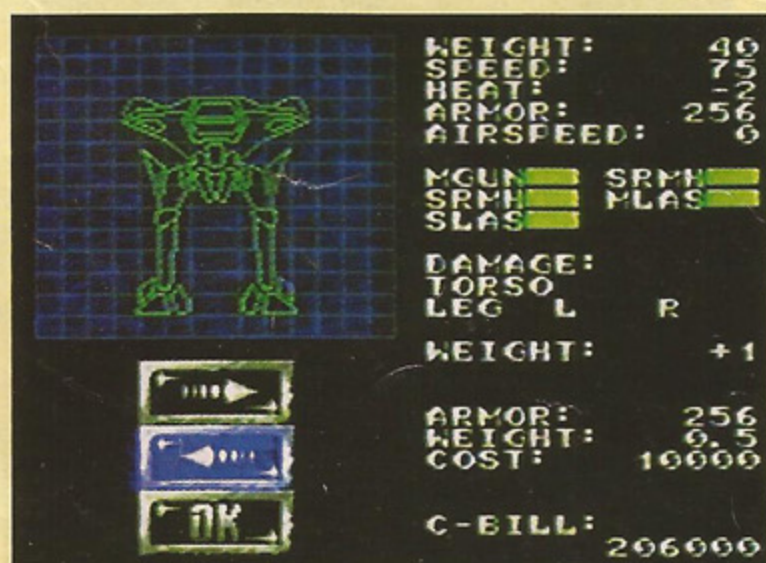 WEIGHT: 40
SPEED: 75
HEAT: -2
ARMOR: 256
AIRSPEED: 0
MGUN SRMH
SRMH MLAS
SLAS
DAMAGE:
TORSO
LEG L R
WEIGHT: +1
ARMOR: 256
WEIGHT: 0.5
COST: 10000
OK
C-BILL:
206000